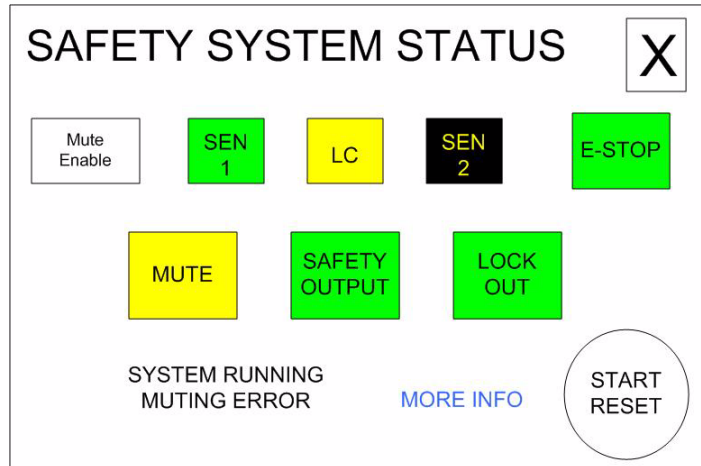 SAFETY SYSTEM STATUS
X
Mute
Enable
SEN
1
LC
SEN
2
E-STOP
MUTE
SAFETY
OUTPUT
LOCK
OUT
SYSTEM RUNNING
MUTING ERROR
MORE INFO
START
RESET